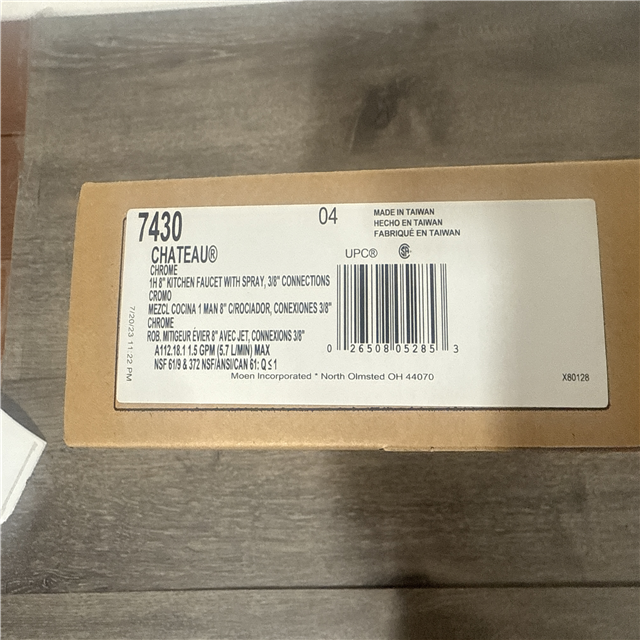 7430
04
MADE IN TAIWAN
HECHO EN TAIWAN
FABRIQUÉ EN TAIWAN
CHATEAU®
UPC®
CHROME
1H 8" KITCHEN FAUCET WITH SPRAY, 3/8" CONNECTIONS
CROMO
MEZCL COCINA 1 MAN 8" C/ROCIADOR, CONEXIONES 3/8"
CHROME
ROB. MITIGEUR ÉVIER 8" AVEC JET, CONNEXIONS 3/8"
A112.18.1 1.5 GPM (5.7 L/MIN) MAX
NSF 61/9 & 372 NSF/ANSI/CAN 61: Q ≤ 1
0 26508 05285 3
Moen Incorporated * North Olmsted OH 44070
X80128
7/20/23 11:22 PM